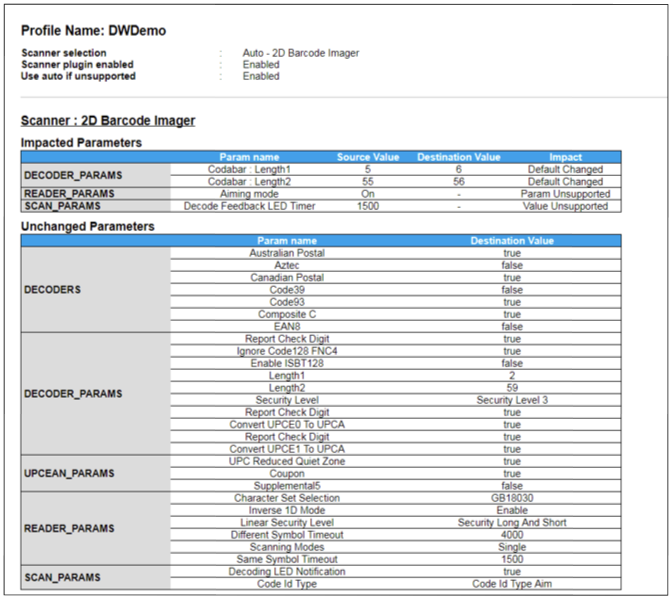 Profile Name: DWDemo
Scanner selection : Auto - 2D Barcode Imager
Scanner plugin enabled : Enabled
Use auto if unsupported : Enabled
Scanner : 2D Barcode Imager
Impacted Parameters
Param name Source Value Destination Value Impact
DECODER_PARAMS Codabar : Length1 5 6 Default Changed
Codabar : Length2 55 56 Default Changed
READER_PARAMS Aiming mode On - Param Unsupported
SCAN_PARAMS Decode Feedback LED Timer 1500 - Value Unsupported
Unchanged Parameters
Param name Destination Value
DECODERS Australian Postal true
Aztec false
Canadian Postal true
Code39 false
Code93 true
Composite C true
EAN8 false
DECODER_PARAMS Report Check Digit true
Ignore Code128 FNC4 true
Enable ISBT128 false
Length1 2
Length2 59
Security Level Security Level 3
Report Check Digit true
Convert UPCE0 To UPCA true
Report Check Digit true
Convert UPCE1 To UPCA true
UPCEAN_PARAMS UPC Reduced Quiet Zone true
Coupon true
Supplemental5 false
READER_PARAMS Character Set Selection GB18030
Inverse 1D Mode Enable
Linear Security Level Security Long And Short
Different Symbol Timeout 4000
Scanning Modes Single
Same Symbol Timeout 1500
SCAN_PARAMS Decoding LED Notification true
Code Id Type Code Id Type Aim